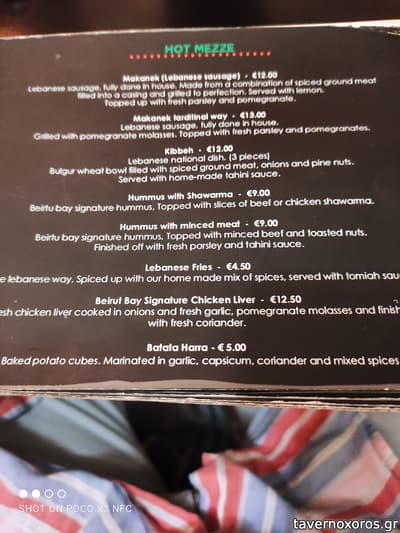 HOT MEZZE
Makanek (Lebanese sausage) - €12.00
Lebanese sausage, fully done in house. Made from a combination of spiced ground meat
filled into a casing and grilled to perfection. Served with lemon.
Topped up with fresh parsley and pomegranate.
Makanek tarditinal way - €13.00
Lebanese sausage, fully done in house.
Grilled with pomegranate molasses. Topped with fresh parsley and pomegranates.
Kibbeh - €12.00
Lebanese national dish. (3 pieces)
Bulgur wheat bowl filled with spiced ground meat, onions and pine nuts.
Served with home-made tahini sauce.
Hummus with Shawarma - €9.00
Beirtu bay signature hummus. Topped with slices of beef or chicken shawarma.
Hummus with minced meat - €9.00
Beirtu bay signature hummus. Topped with minced beef and toasted nuts.
Finished off with fresh parsley and tahini sauce.
Lebanese Fries - €4.50
e lebanese way. Spiced up with our home made mix of spices, served with tomiah sau
Beirut Bay Signature Chicken Liver - €12.50
esh chicken liver cooked in onions and fresh garlic, pomegranate molasses and finish
with fresh coriander.
Batata Harra - € 5.00
Baked potato cubes. Marinated in garlic, capsicum, coriander and mixed spices
SHOT ON POCO X3 NFC
tavernoxoros.gr